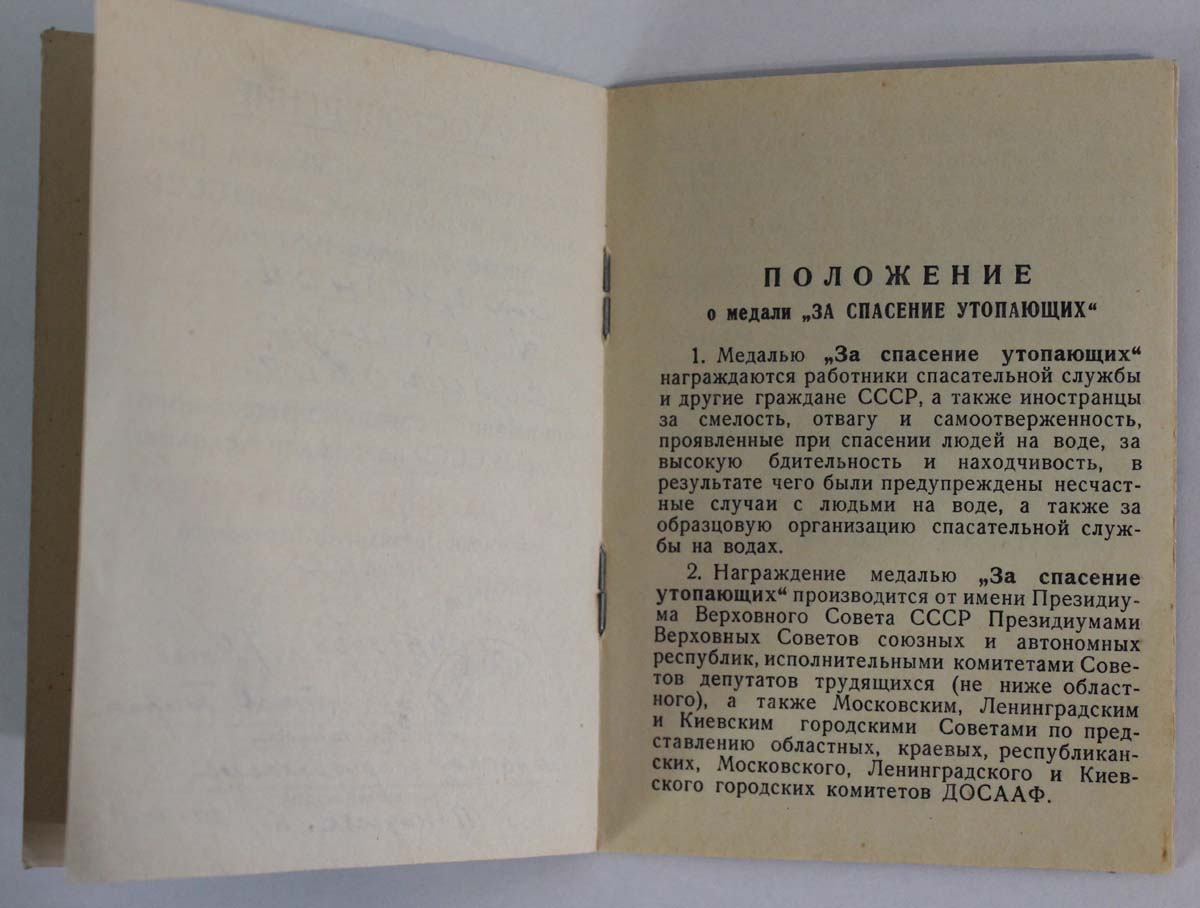 ПОЛОЖЕНИЕ
о медали „ЗА СПАСЕНИЕ УТОПАЮЩИХ“
1. Медалью „За спасение утопающих“
награждаются работники спасательной службы
и другие граждане СССР, а также иностранцы
за смелость, отвагу и самоотверженность,
проявленные при спасении людей на воде, за
высокую бдительность и находчивость, в
результате чего были предупреждены несчаст-
ные случаи с людьми на воде, а также за
образцовую организацию спасательной служ-
бы на водах.
2. Награждение медалью „За спасение
утопающих“ производится от имени Президиу-
ма Верховного Совета СССР Президиумами
Верховных Советов союзных и автономных
республик, исполнительными комитетами Сове-
тов депутатов трудящихся (не ниже област-
ного), а также Московским, Ленинградским
и Киевским городскими Советами по пред-
ставлению областных, краевых, республикан-
ских, Московского, Ленинградского и Киев-
ского городских комитетов ДОСААФ.